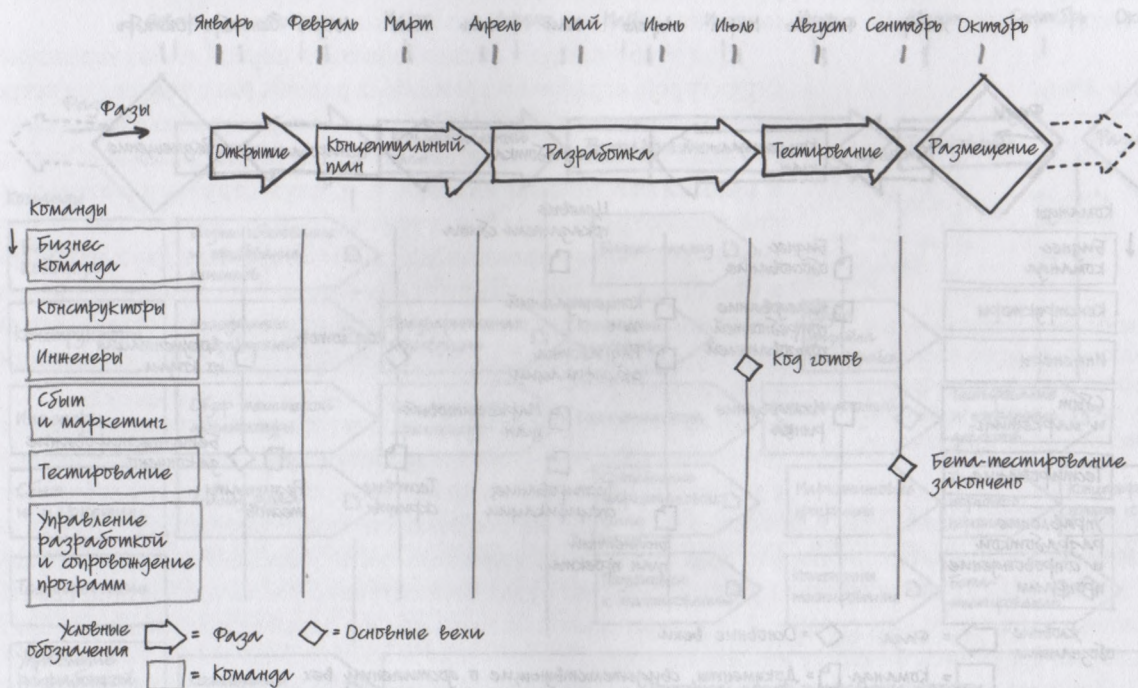 Январь Февраль Март Апрель Май Июнь Июль Август Сентябрь Октябрь
Фазы
Открытие
Концептуальный
план
Разработка
Тестирование
Размещение
Команды
Бизнес-
команда
Конструкторы
Инженеры
Код готов
Сбыт
и маркетинг
Тестирование
Бета-тестирование
закончено
Управление
разработкой
и сопровождение
программ
Условные
обозначения
= Фаза
= Основные вехи
= Команда